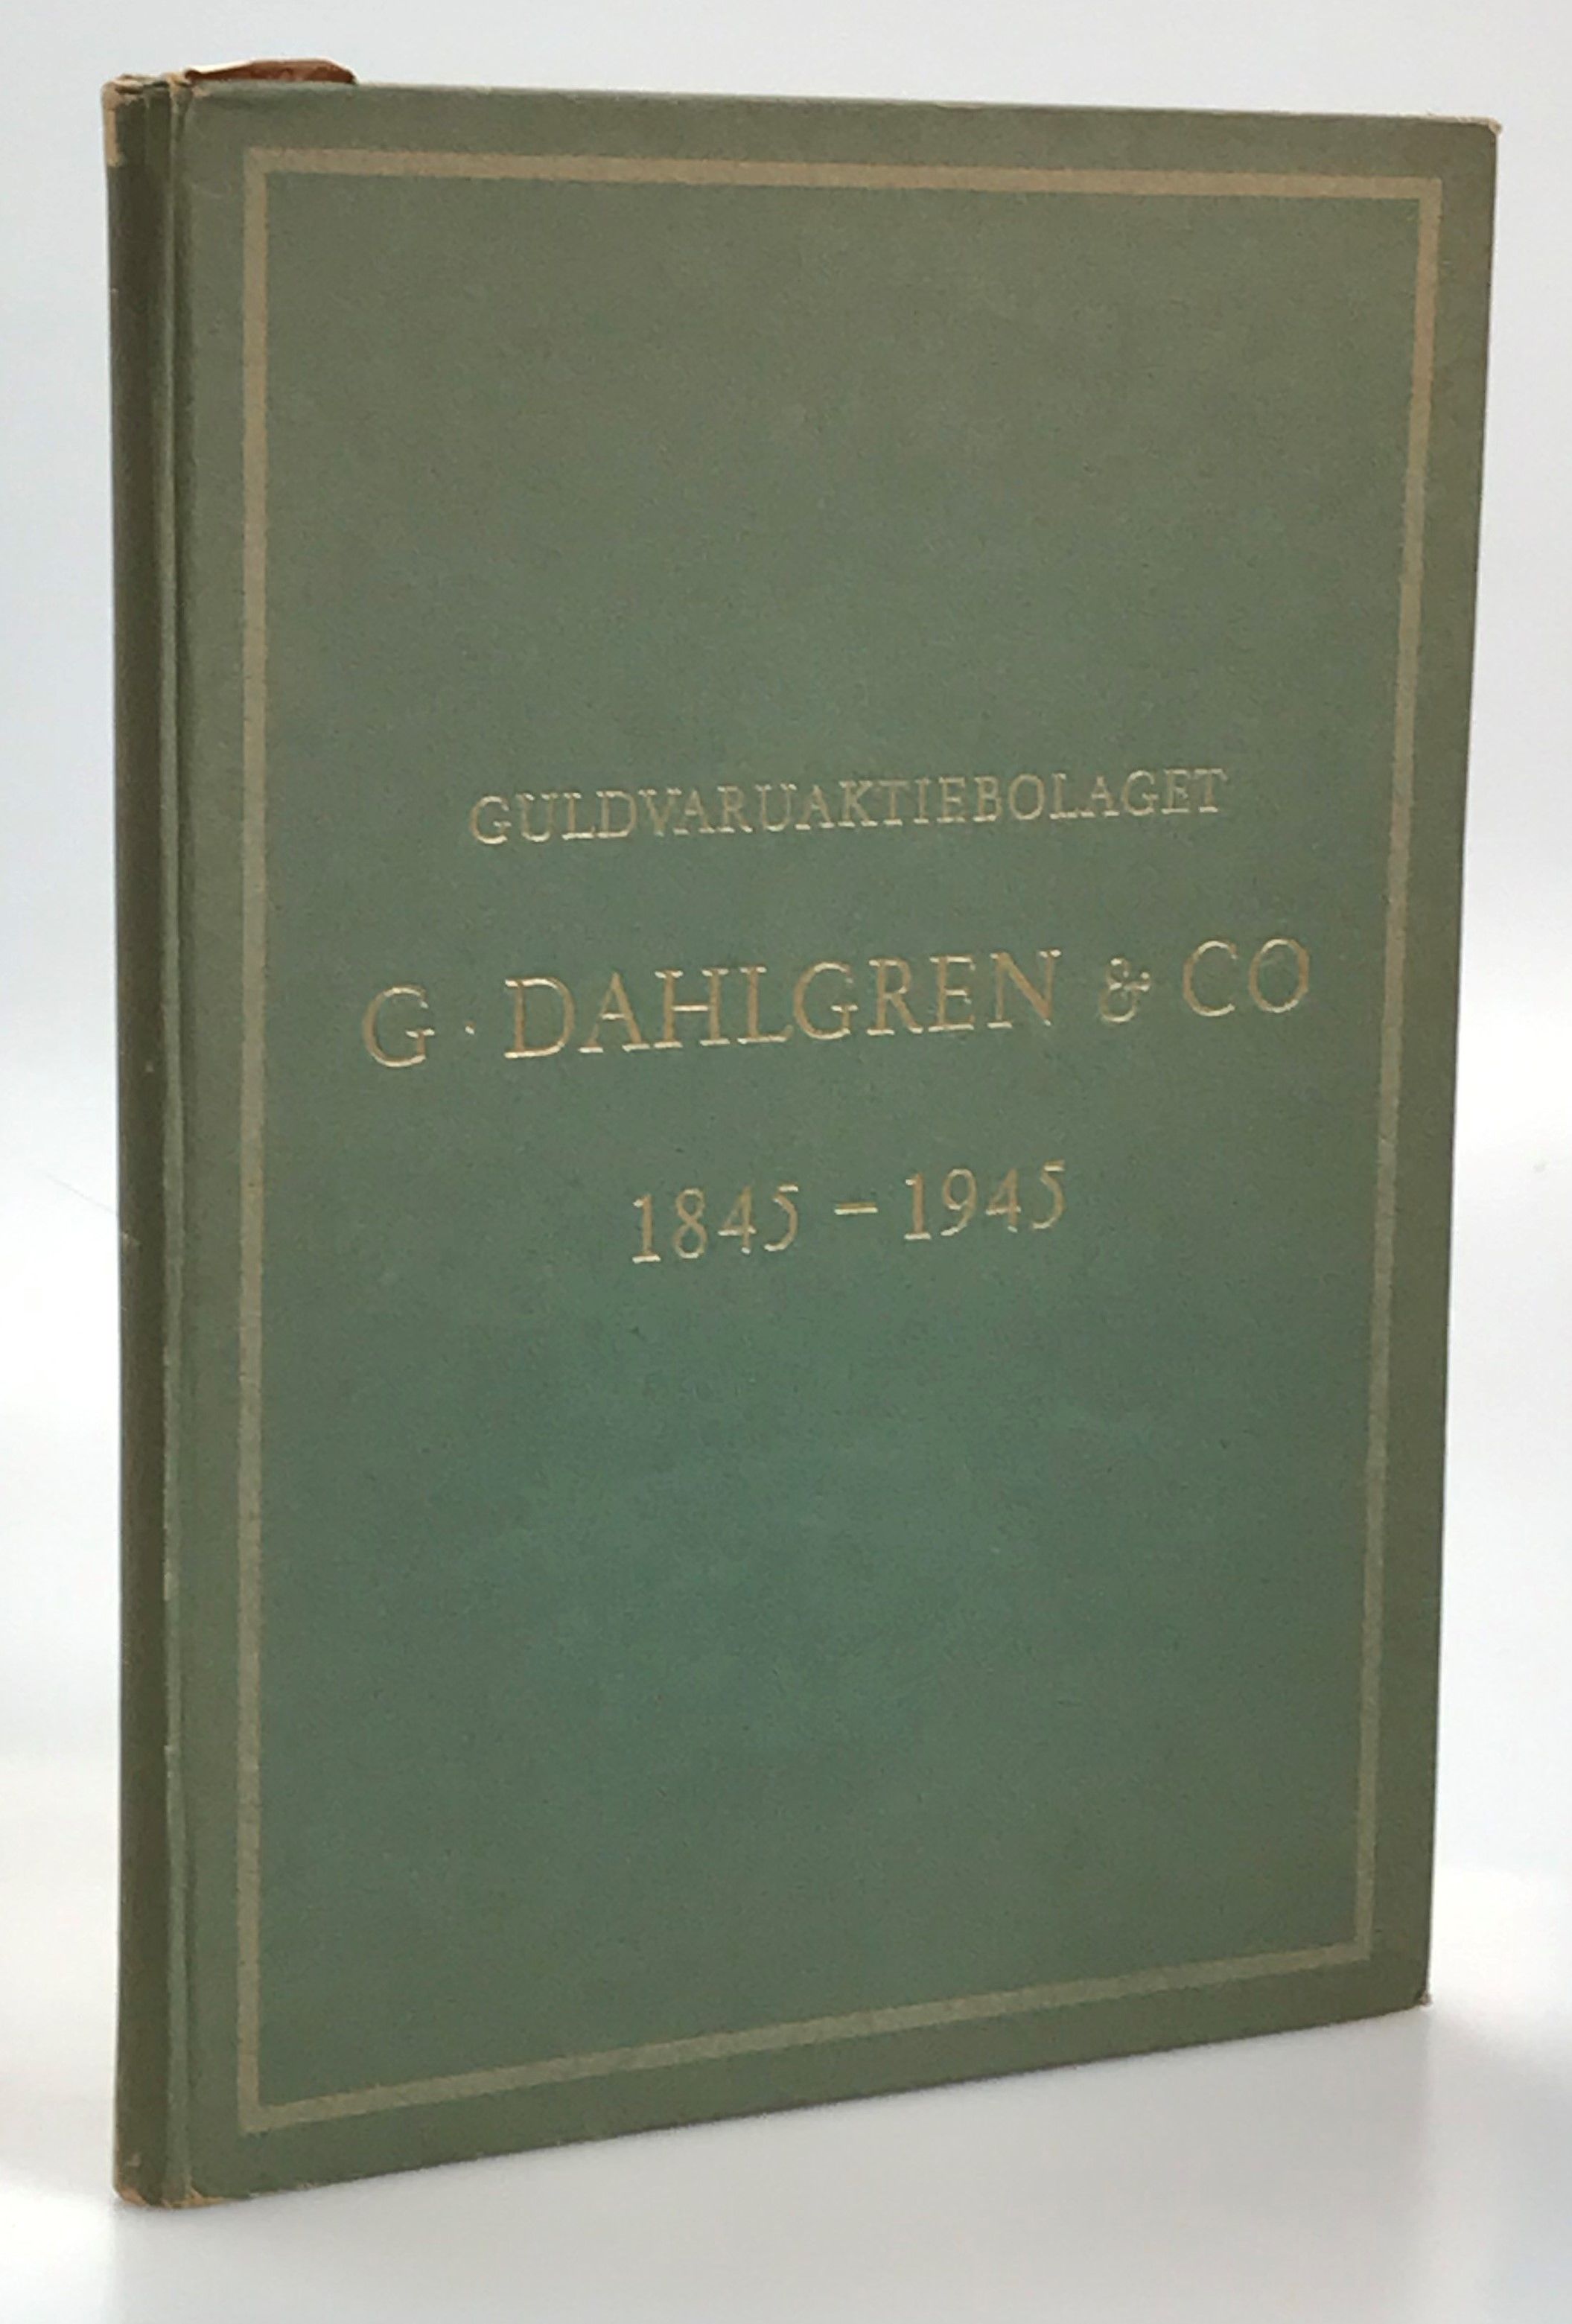 GULDVARUAKTIEBOLAGET
G · DAHLGREN & CO
1845 – 1945